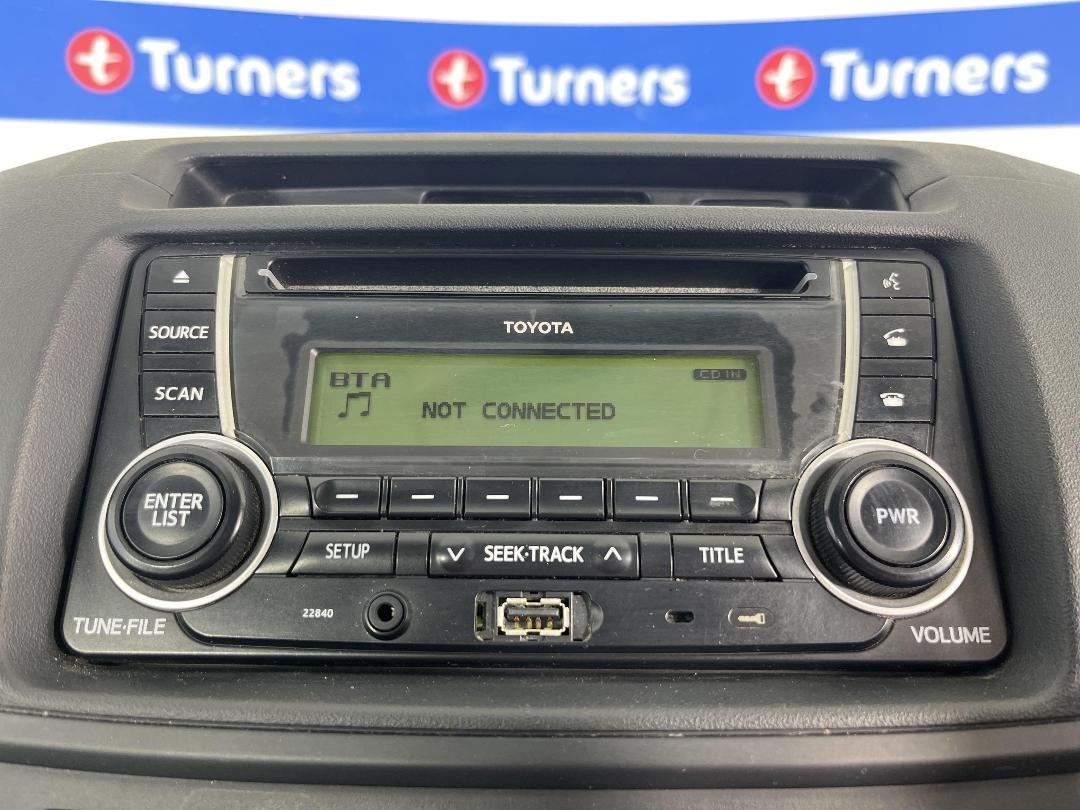 t Turners t Turners t Turners
SOURCE
SCAN
TOYOTA
BTA CD IN
NOT CONNECTED
ENTER
LIST
PWR
SETUP
SEEK·TRACK
TITLE
22840
TUNE·FILE
VOLUME